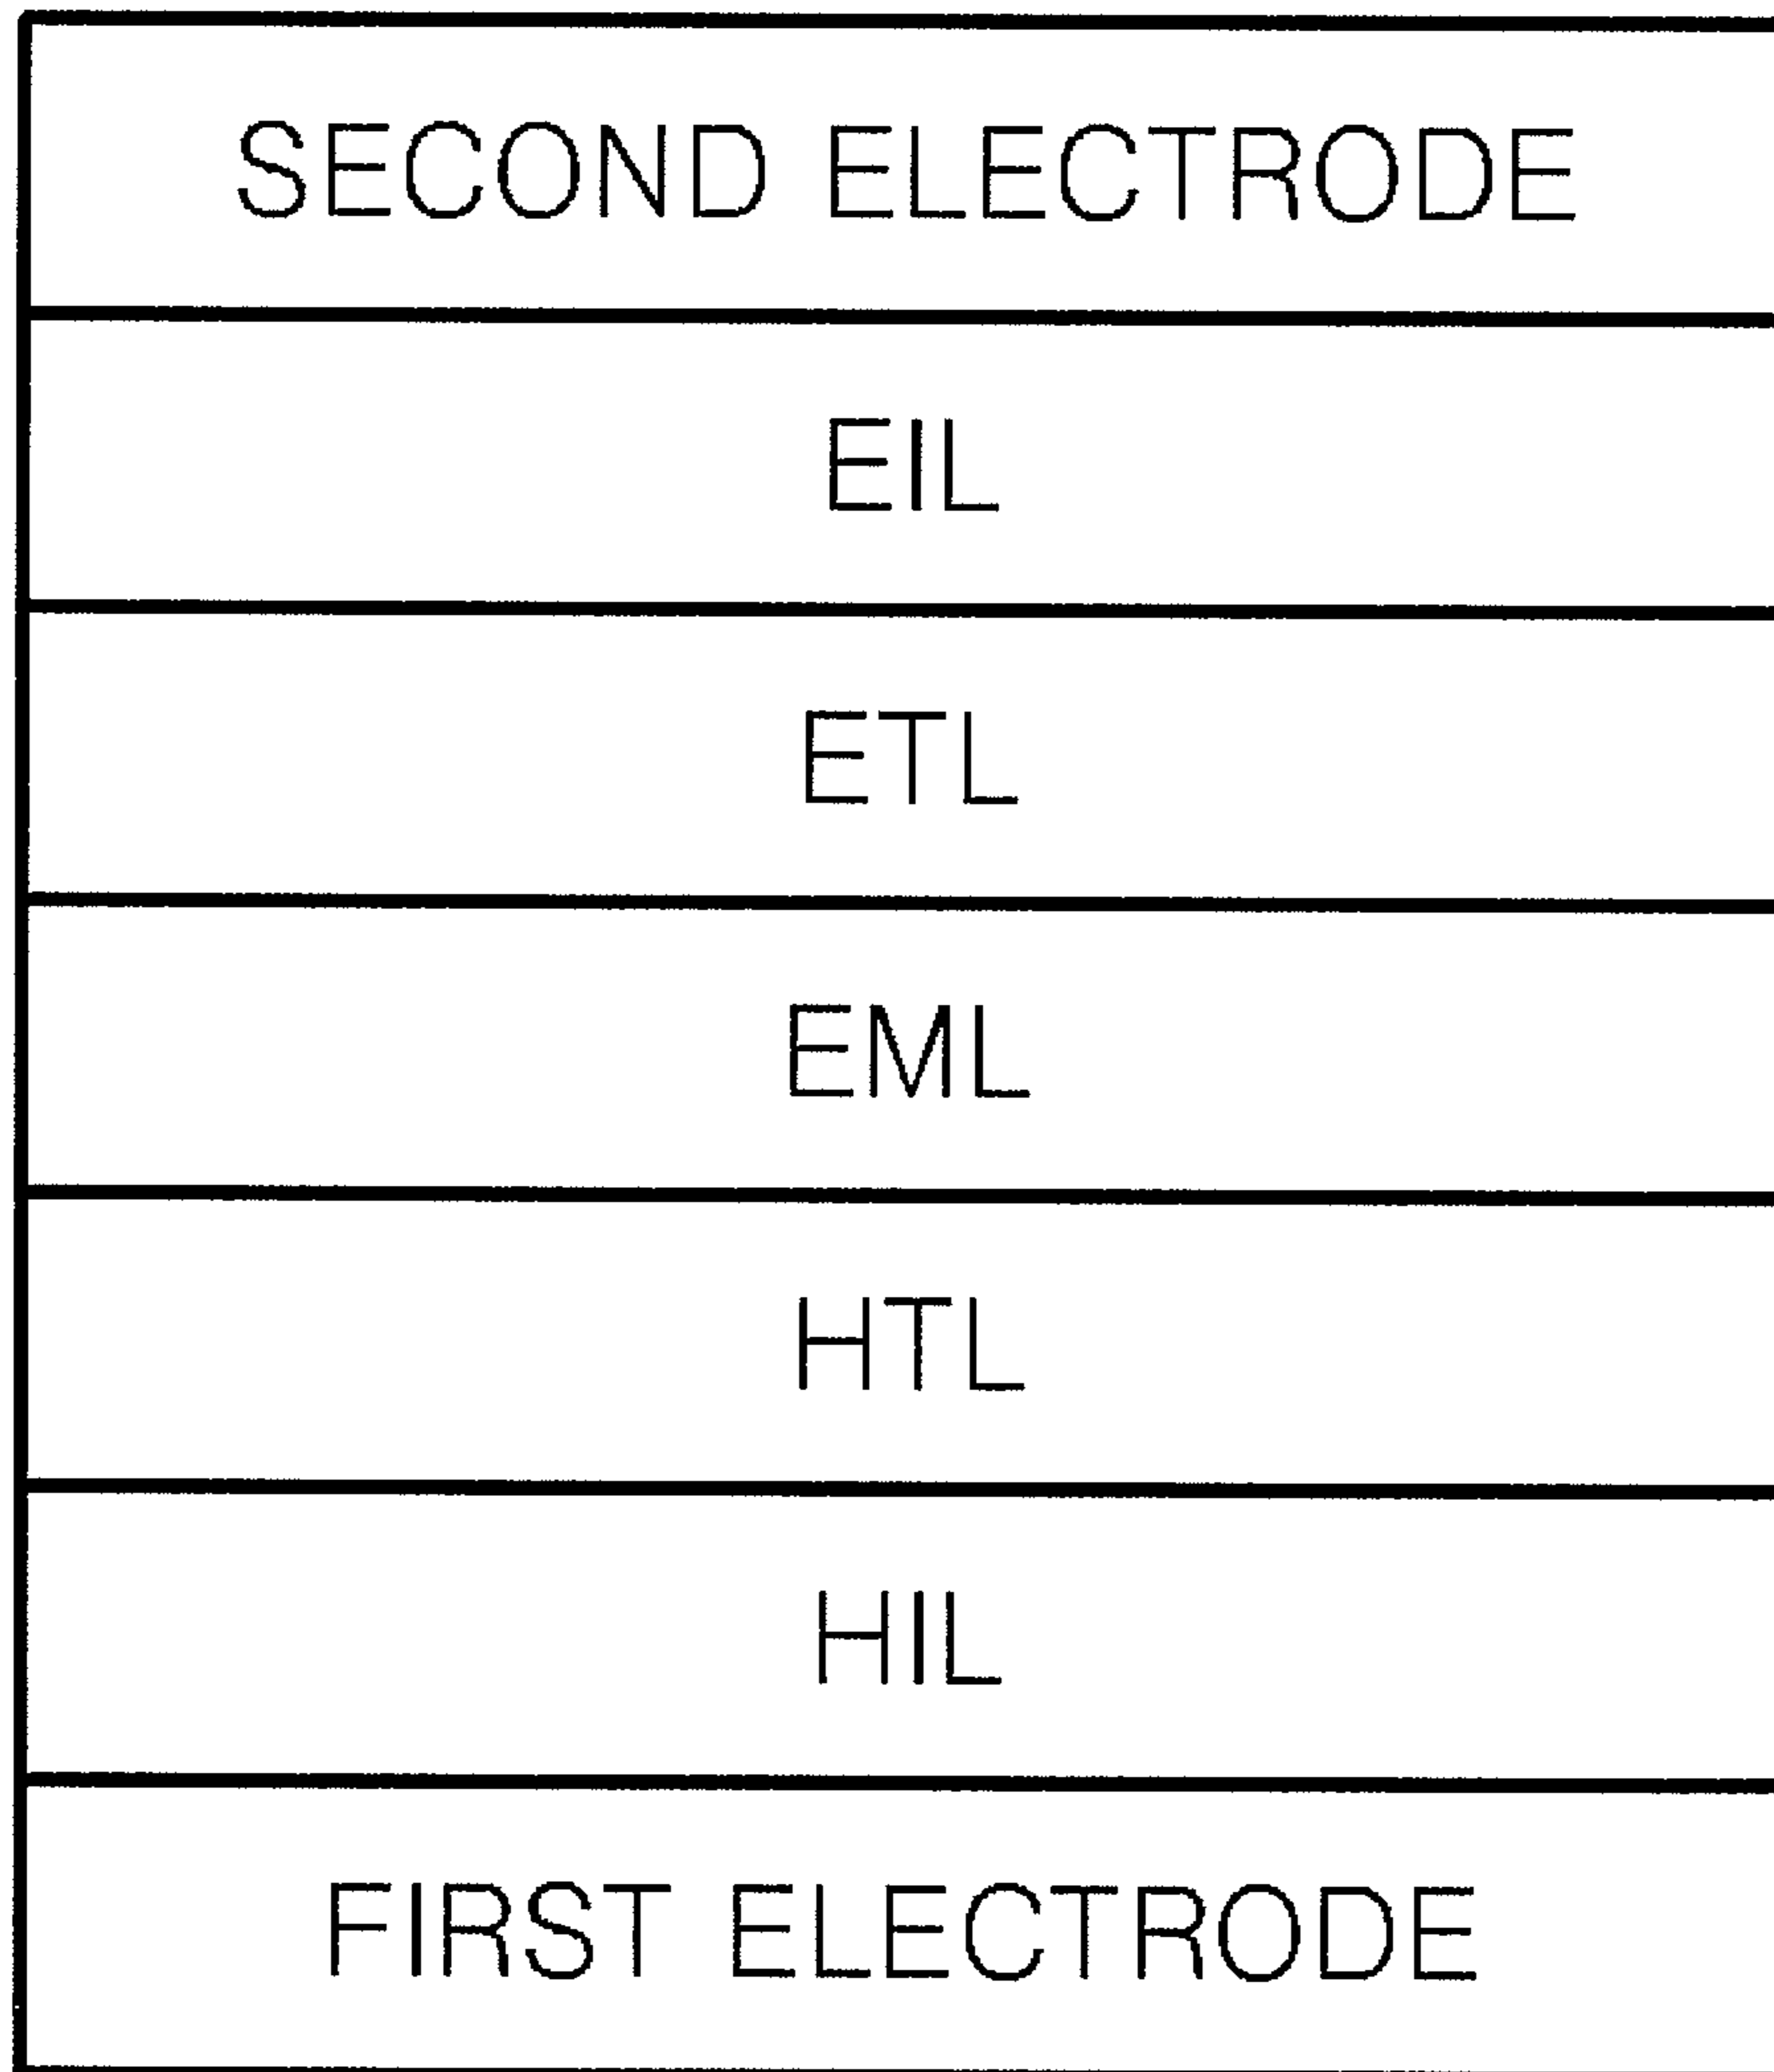 SECOND ELECTRODE
EIL
ETL
EML
HTL
HIL
FIRST ELECTRODE